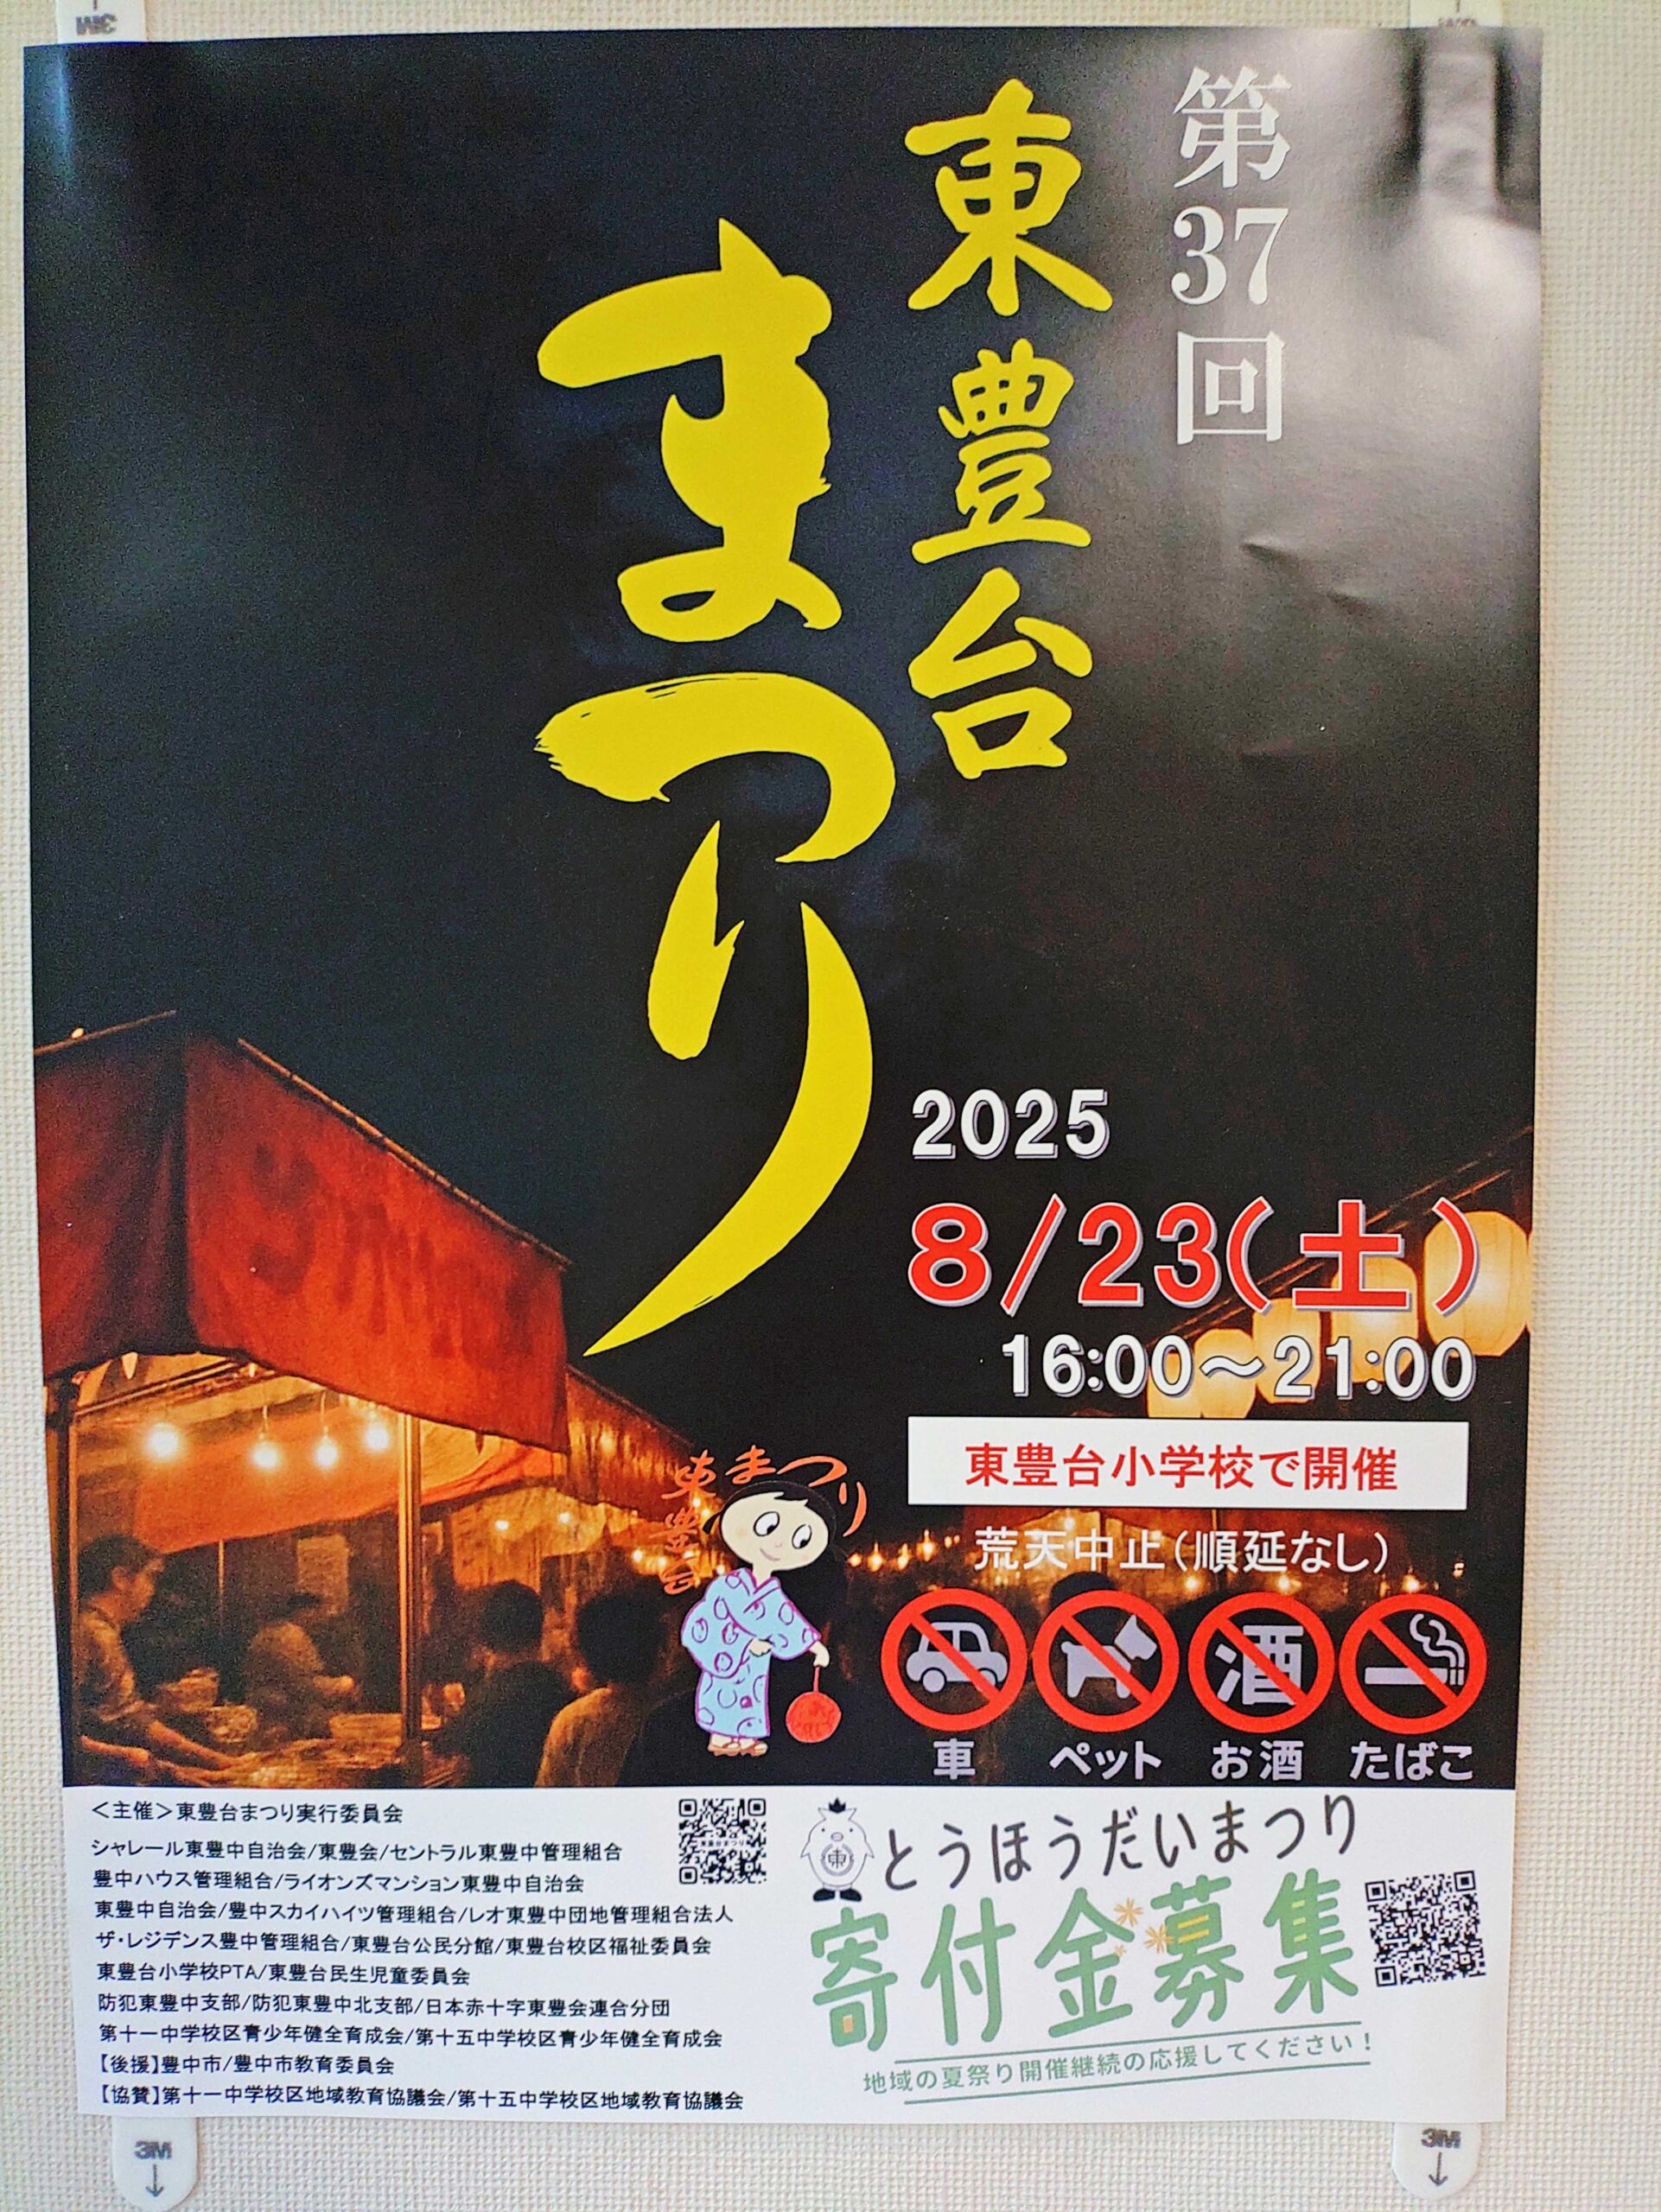 第37回
東豊台
まつり
2025
8/23(土)
16:00～21:00
東豊台小学校で開催
荒天中止(順延なし)
東豊台まつり
酒
車 ペット お酒 たばこ
＜主催＞東豊台まつり実行委員会
シャレール東豊中自治会/東豊会/セントラル東豊中管理組合
豊中ハウス管理組合/ライオンズマンション東豊中自治会
東豊中自治会/豊中スカイハイツ管理組合/レオ東豊中団地管理組合法人
ザ・レジデンス豊中管理組合/東豊台公民分館/東豊台校区福祉委員会
東豊台小学校PTA/東豊台民生児童委員会
防犯東豊中支部/防犯東豊中北支部/日本赤十字東豊会連合分団
第十一中学校区青少年健全育成会/第十五中学校区青少年健全育成会
【後援】豊中市/豊中市教育委員会
【協賛】第十一中学校区地域教育協議会/第十五中学校区地域教育協議会
東
とうほうだいまつり
寄付金募集
地域の夏祭り開催継続の応援してください！
3M
3M
3M